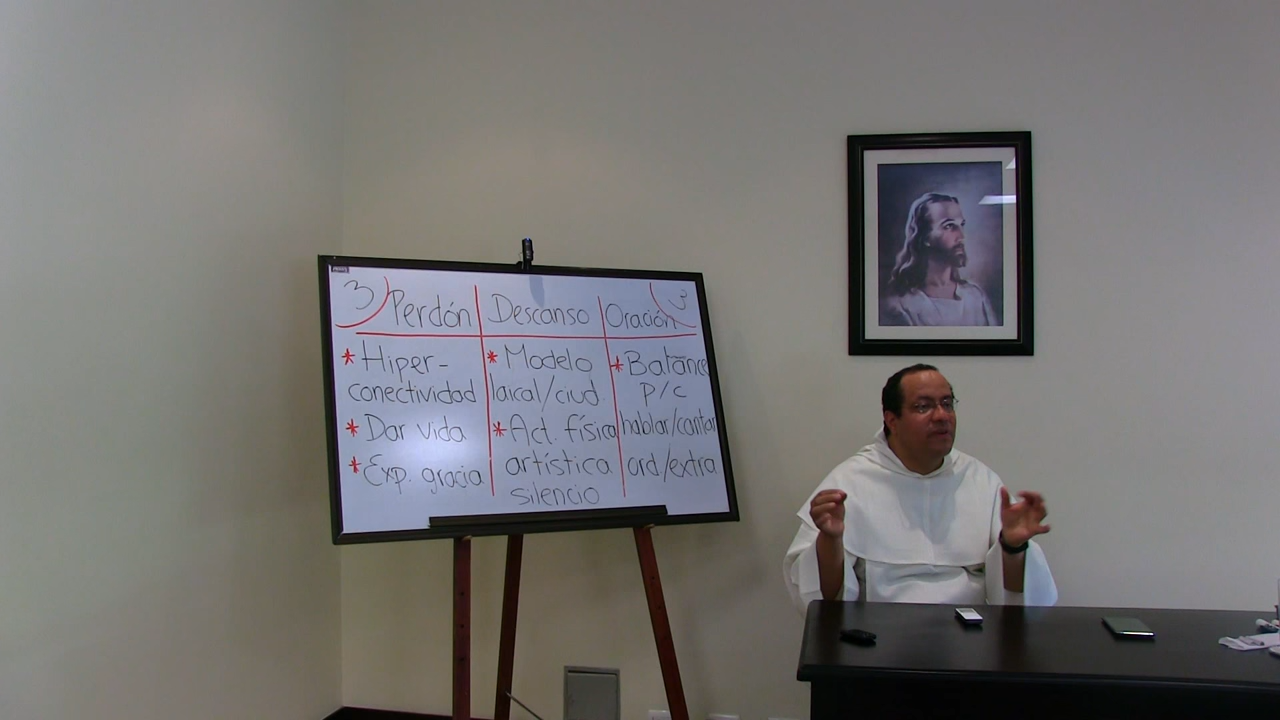 3 Perdón Descanso Oración 3
* Hiper-
conectividad
* Dar vida
* Exp. gracia
* Modelo
laical/ciud.
* Act. física
artística
silencio
* Balance
p/c
hablar/cantar
ord/extra